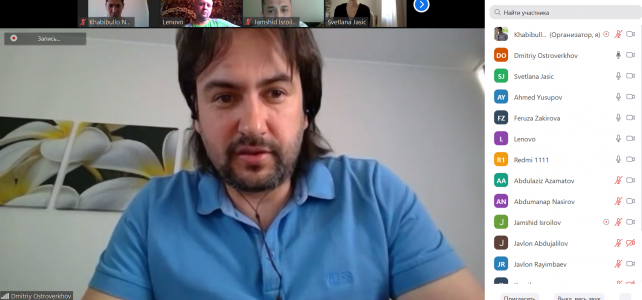 Khabibullo N...
Lenovo
Jamshid Isroil...
Svetlana Jasic
Найти участника
Запись...
Khabibull... (Организатор, я)
DO Dmitriy Ostroverkhov
SJ Svetlana Jasic
AY Ahmed Yusupov
FZ Feruza Zakirova
L Lenovo
R1 Redmi 1111
AA Abdulaziz Azamatov
AN Abdumanap Nasirov
J Jamshid Isroilov
J Javlon Abdujalilov
JR Javlon Rayimbaev
BOSS
Dmitriy Ostroverkhov
Пригласить
Выкл. весь звук